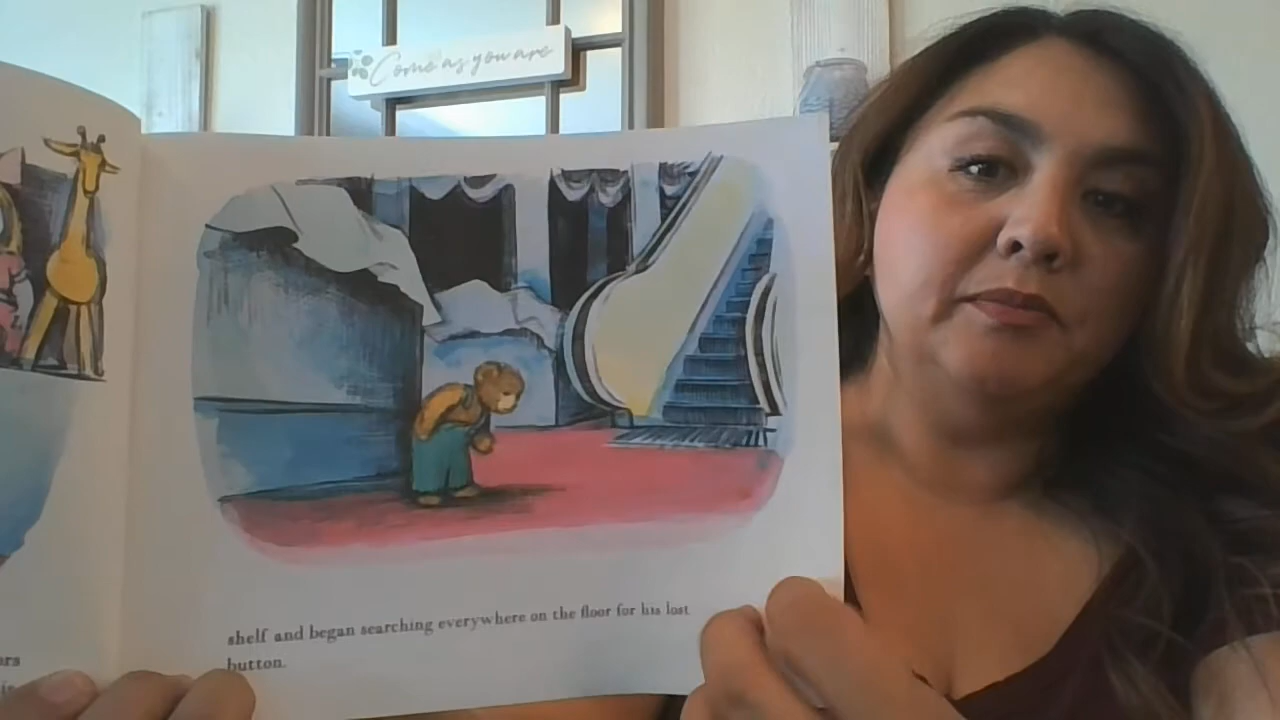 Come as you are
shelf and began searching everywhere on the floor for his lost
button.